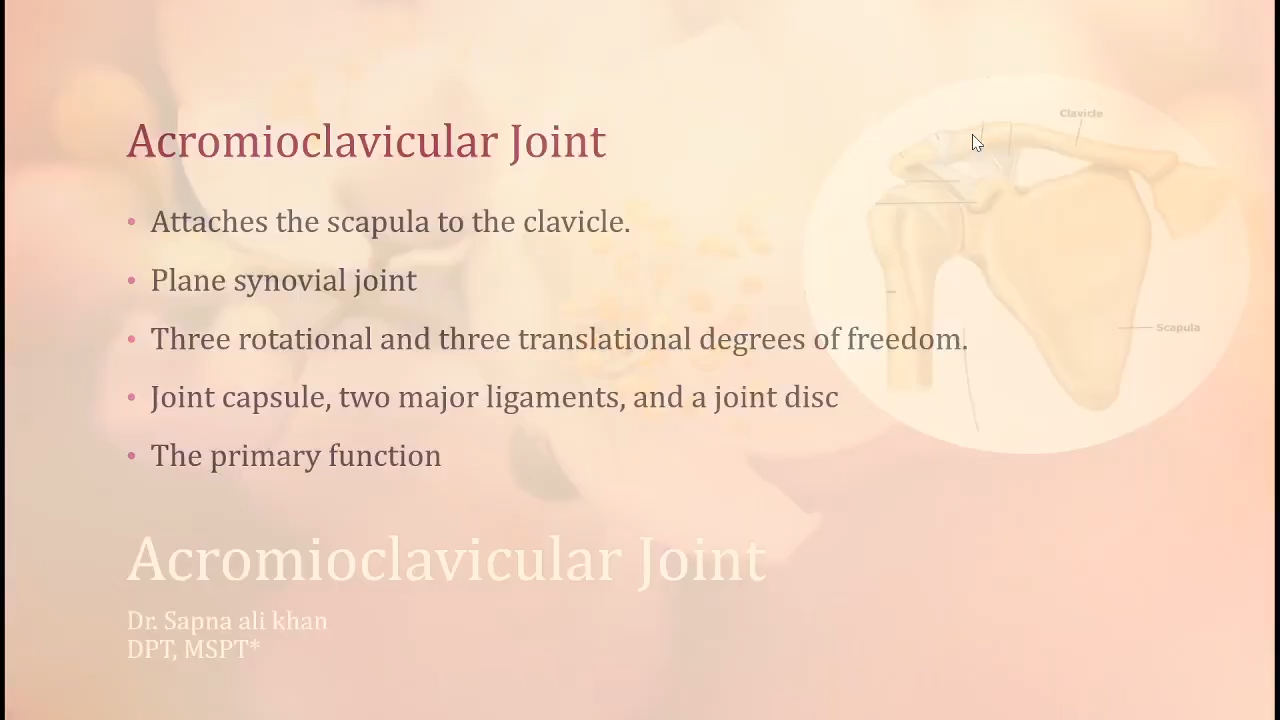 Acromioclavicular Joint
• Attaches the scapula to the clavicle.
• Plane synovial joint
• Three rotational and three translational degrees of freedom.
• Joint capsule, two major ligaments, and a joint disc
• The primary function
Clavicle
Scapula
Acromioclavicular Joint
Dr. Sapna ali khan
DPT, MSPT*